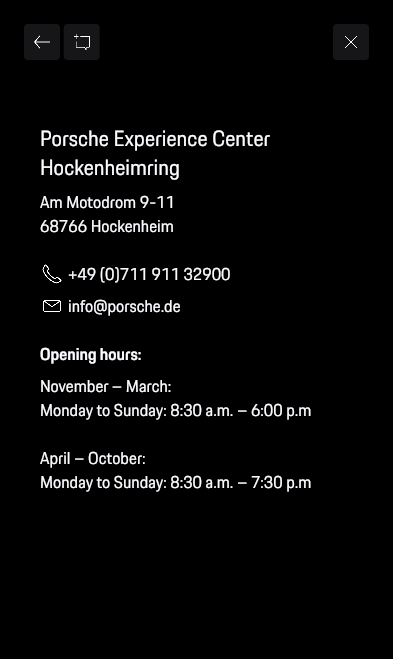 Porsche Experience Center
Hockenheimring
Am Motodrom 9-11
68766 Hockenheim
+49 (0)711 911 32900
info@porsche.de
Opening hours:
November – March:
Monday to Sunday: 8:30 a.m. – 6:00 p.m
April – October:
Monday to Sunday: 8:30 a.m. – 7:30 p.m